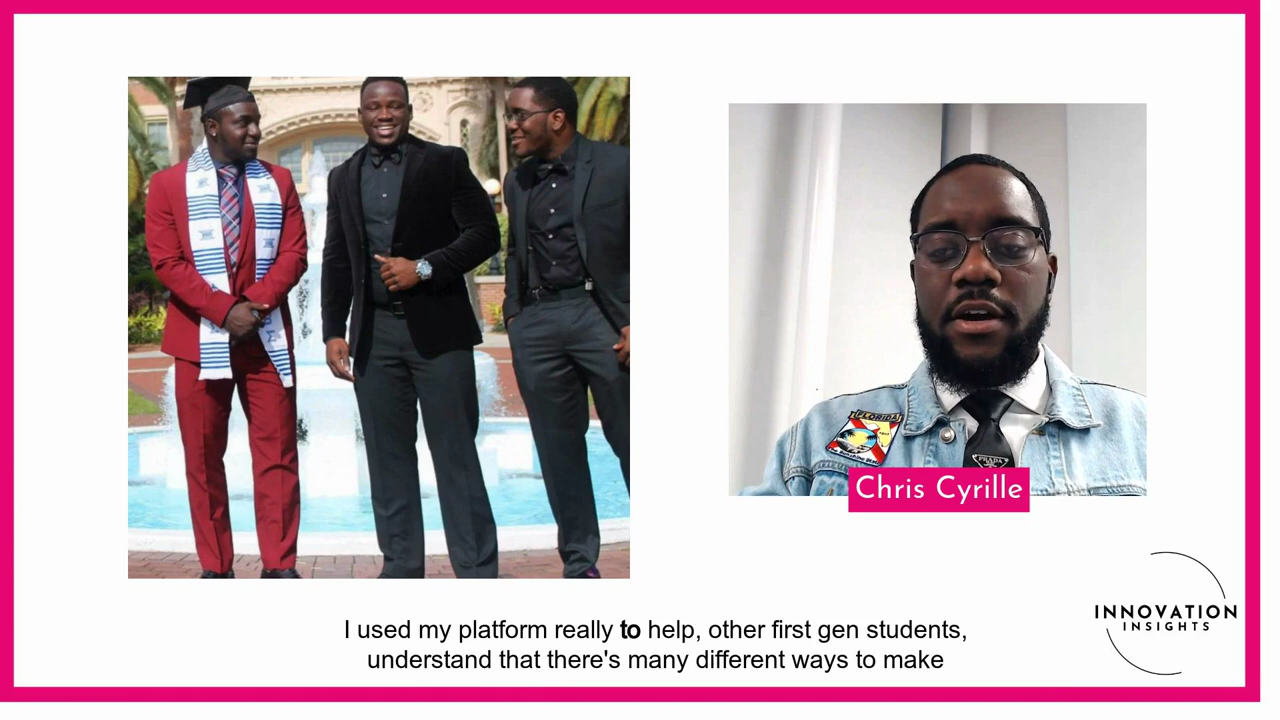 FLORIDA
PRADA
Chris Cyrille
INNOVATION
INSIGHTS
I used my platform really to help, other first gen students,
understand that there's many different ways to make